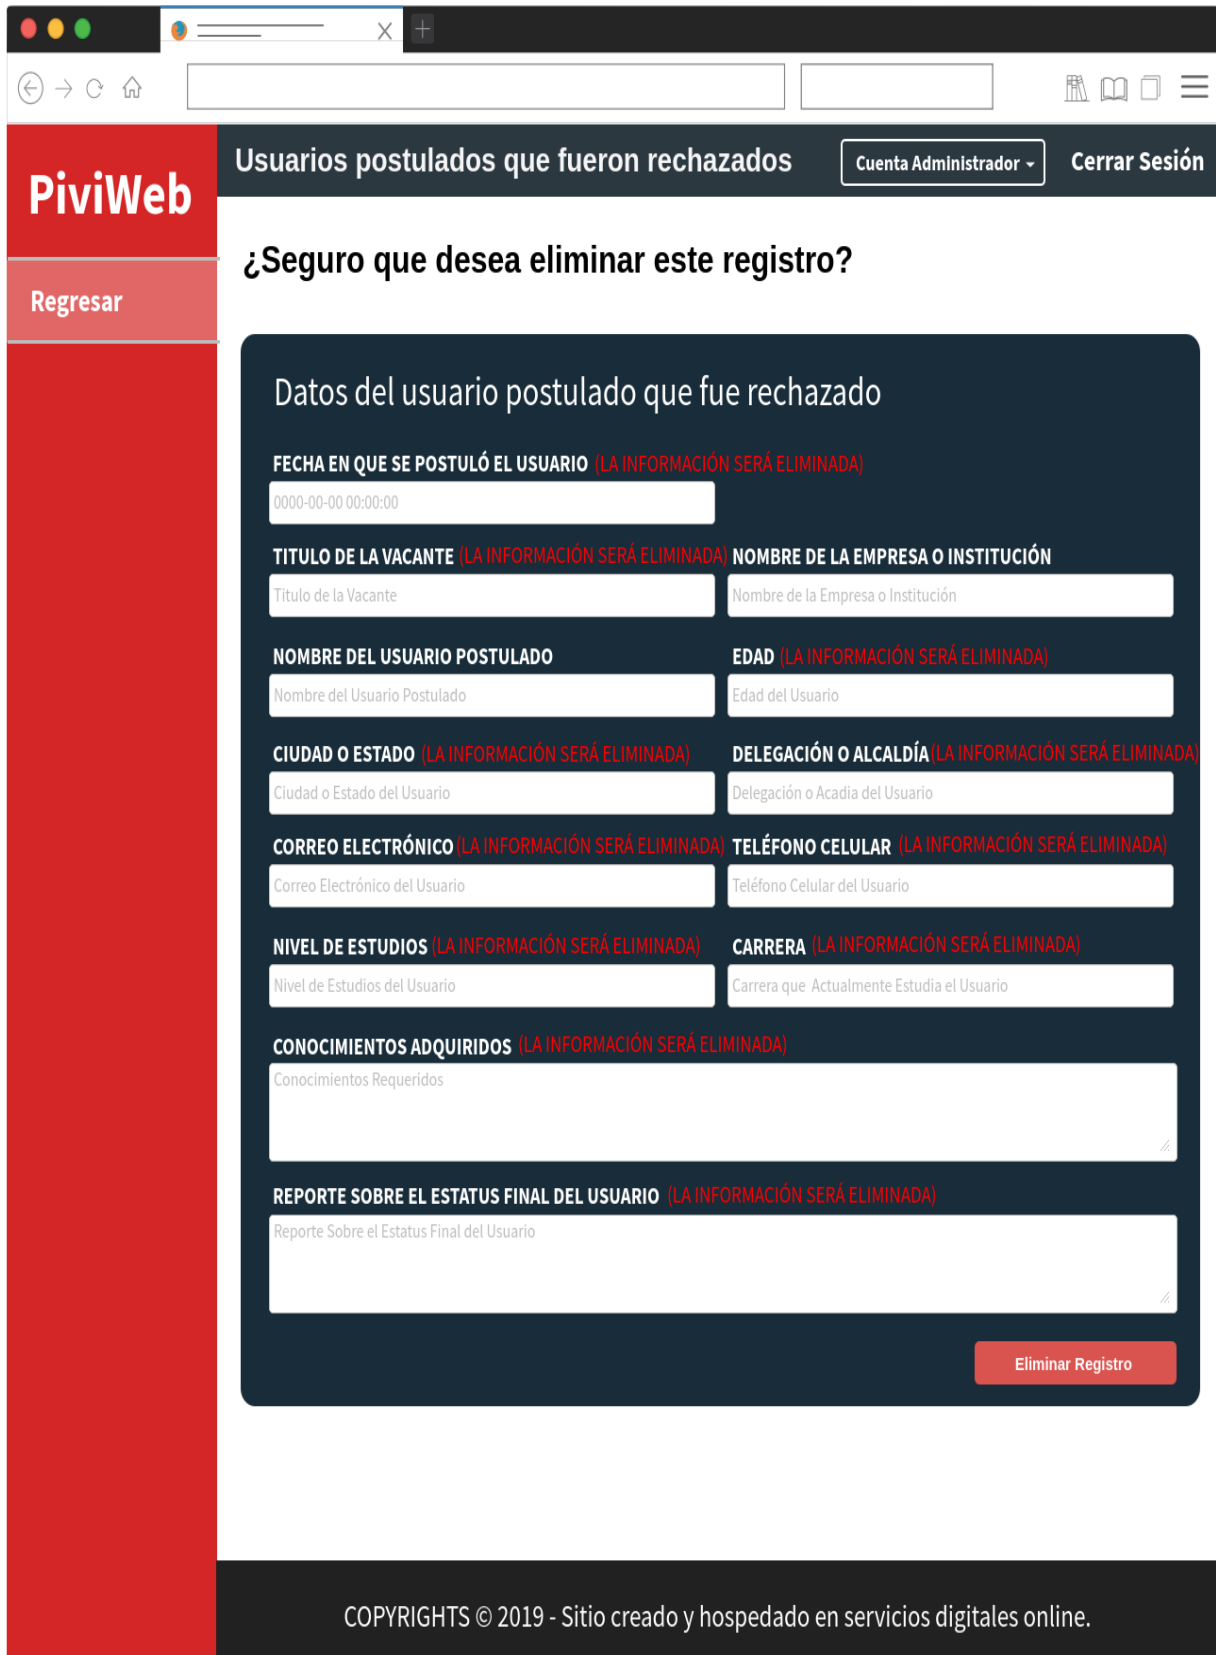 Usuarios postulados que fueron rechazados
Cuenta Administrador
Cerrar Sesión
PiviWeb
Regresar
¿Seguro que desea eliminar este registro?
Datos del usuario postulado que fue rechazado
FECHA EN QUE SE POSTULÓ EL USUARIO (LA INFORMACIÓN SERÁ ELIMINADA)
0000-00-00 00:00:00
TITULO DE LA VACANTE (LA INFORMACIÓN SERÁ ELIMINADA) NOMBRE DE LA EMPRESA O INSTITUCIÓN
Titulo de la Vacante
Nombre de la Empresa o Institución
NOMBRE DEL USUARIO POSTULADO
EDAD (LA INFORMACIÓN SERÁ ELIMINADA)
Nombre del Usuario Postulado
Edad del Usuario
CIUDAD O ESTADO (LA INFORMACIÓN SERÁ ELIMINADA)
DELEGACIÓN O ALCALDÍA (LA INFORMACIÓN SERÁ ELIMINADA)
Ciudad o Estado del Usuario
Delegación o Acadia del Usuario
CORREO ELECTRÓNICO (LA INFORMACIÓN SERÁ ELIMINADA)
TELÉFONO CELULAR (LA INFORMACIÓN SERÁ ELIMINADA)
Correo Electrónico del Usuario
Teléfono Celular del Usuario
NIVEL DE ESTUDIOS (LA INFORMACIÓN SERÁ ELIMINADA)
CARRERA (LA INFORMACIÓN SERÁ ELIMINADA)
Nivel de Estudios del Usuario
Carrera que Actualmente Estudia el Usuario
CONOCIMIENTOS ADQUIRIDOS (LA INFORMACIÓN SERÁ ELIMINADA)
Conocimientos Requeridos
REPORTE SOBRE EL ESTATUS FINAL DEL USUARIO (LA INFORMACIÓN SERÁ ELIMINADA)
Reporte Sobre el Estatus Final del Usuario
Eliminar Registro
COPYRIGHTS © 2019 - Sitio creado y hospedado en servicios digitales online.